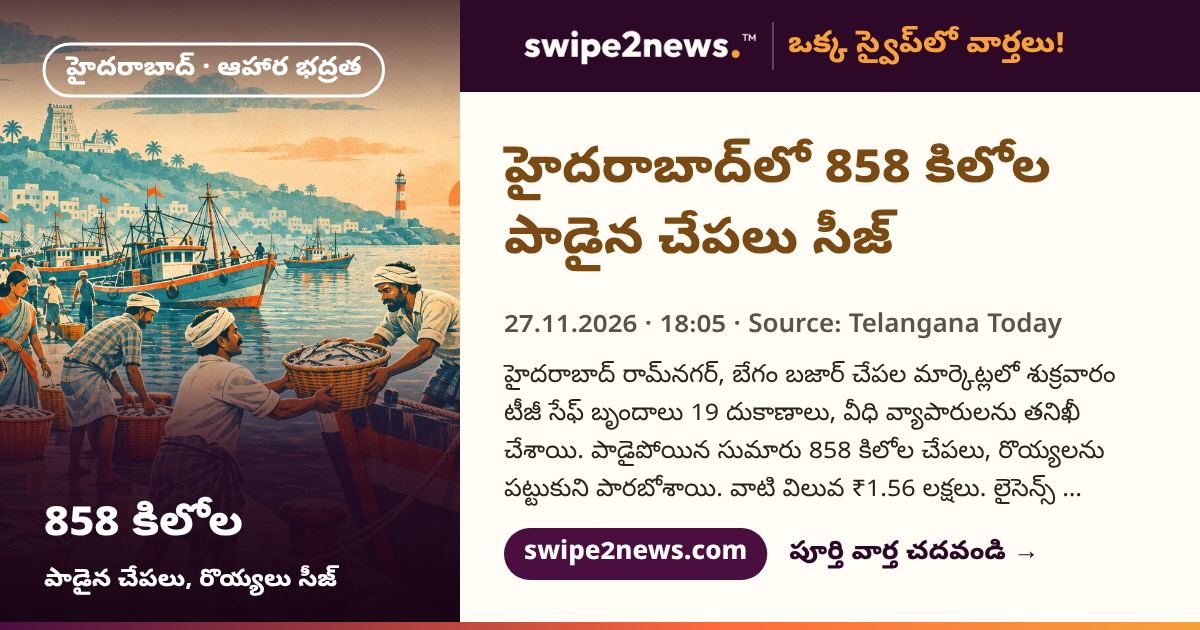 హైదరాబాద్ · ఆహార భద్రత
858 కిలోల
పాడైన చేపలు, రొయ్యలు సీజ్
swipe2news.™
ఒక్క స్వైప్‌లో వార్తలు!
హైదరాబాద్‌లో 858 కిలోల
పాడైన చేపలు సీజ్
27.11.2026 · 18:05 · Source: Telangana Today
హైదరాబాద్ రామ్‌నగర్, బేగం బజార్ చేపల మార్కెట్లలో శుక్రవారం
టీజీ సేఫ్ బృందాలు 19 దుకాణాలు, వీధి వ్యాపారులను తనిఖీ
చేశాయి. పాడైపోయిన సుమారు 858 కిలోల చేపలు, రొయ్యలను
పట్టుకుని పారబోశాయి. వాటి విలువ ₹1.56 లక్షలు. లైసెన్స్ ...
swipe2news.com
పూర్తి వార్త చదవండి →